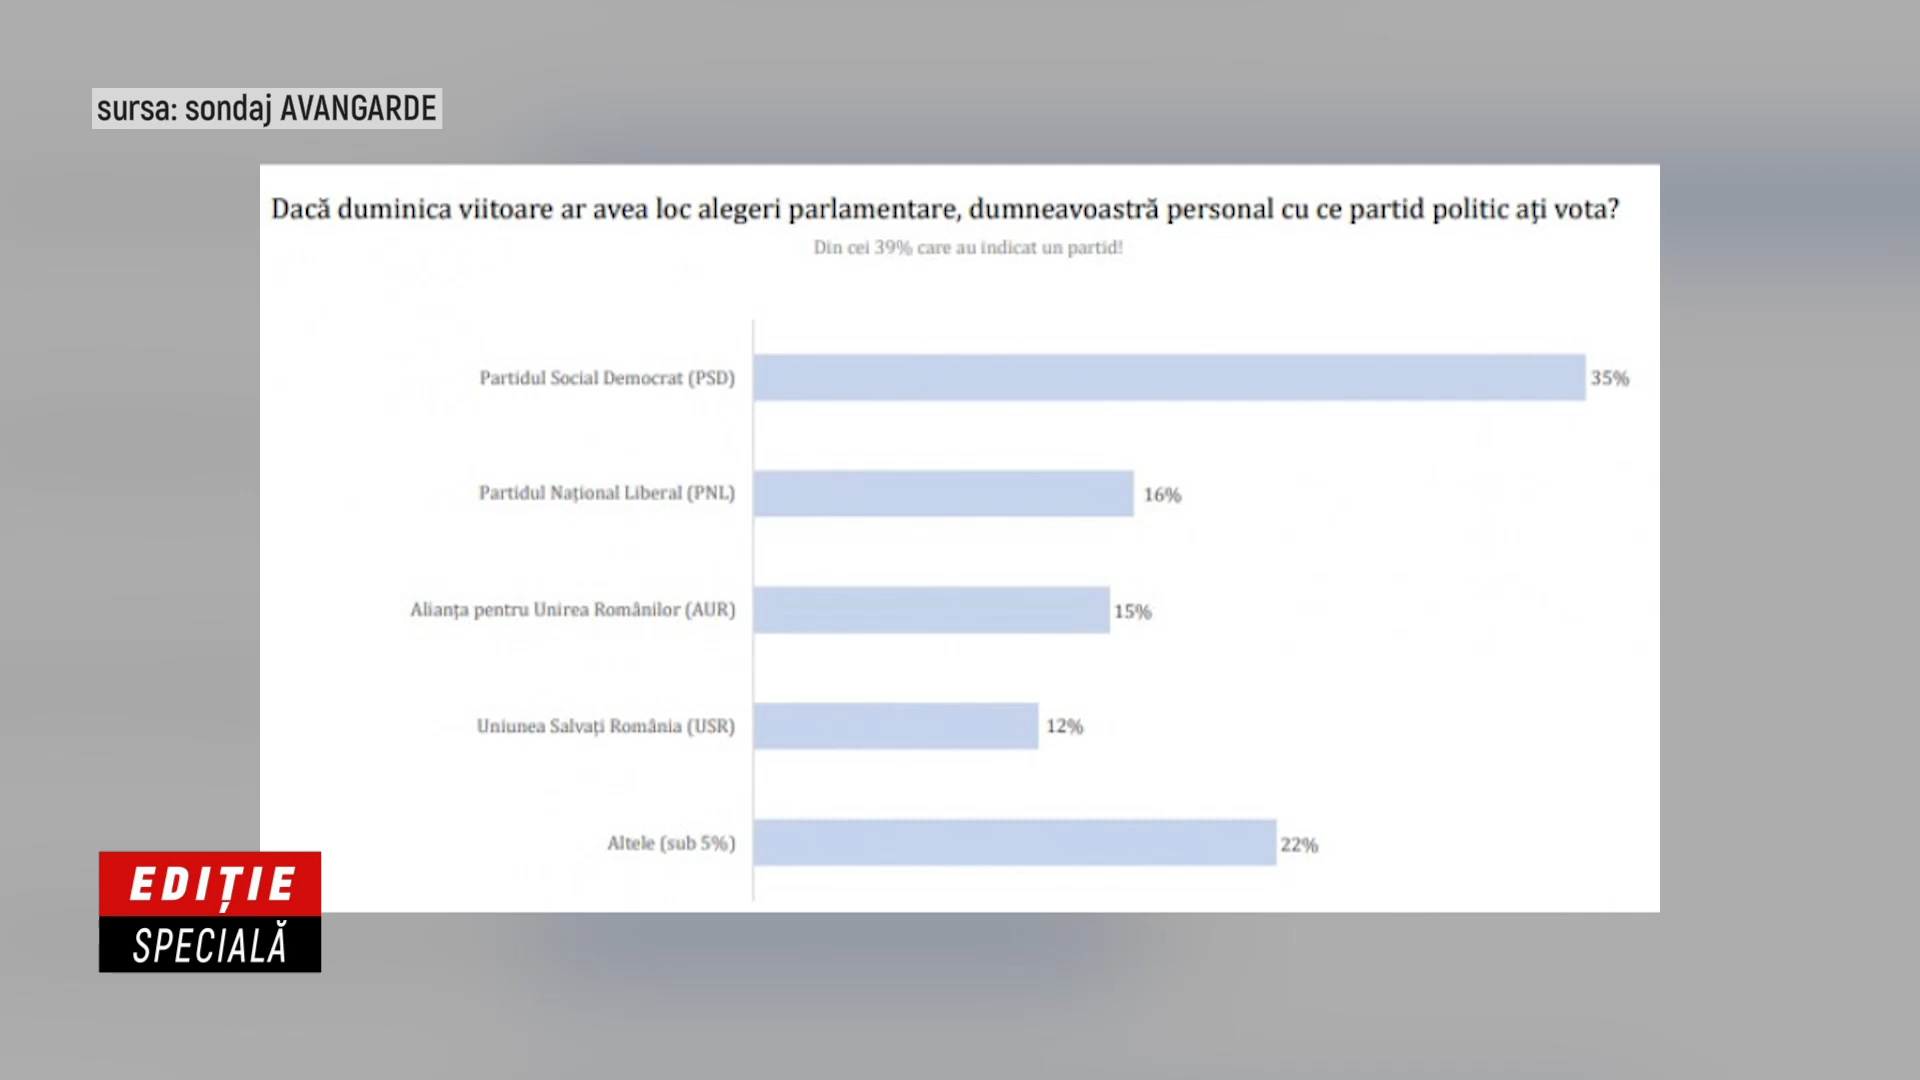 sursa: sondaj AVANGARDE
Dacă duminica viitoare ar avea loc alegeri parlamentare, dumneavoastră personal cu ce partid politic ați vota?
Din cei 39% care au indicat un partid!
Partidul Social Democrat (PSD) 35%
Partidul Național Liberal (PNL) 16%
Alianța pentru Unirea Românilor (AUR) 15%
Uniunea Salvați România (USR) 12%
Altele (sub 5%) 22%
EDIȚIE
SPECIALĂ